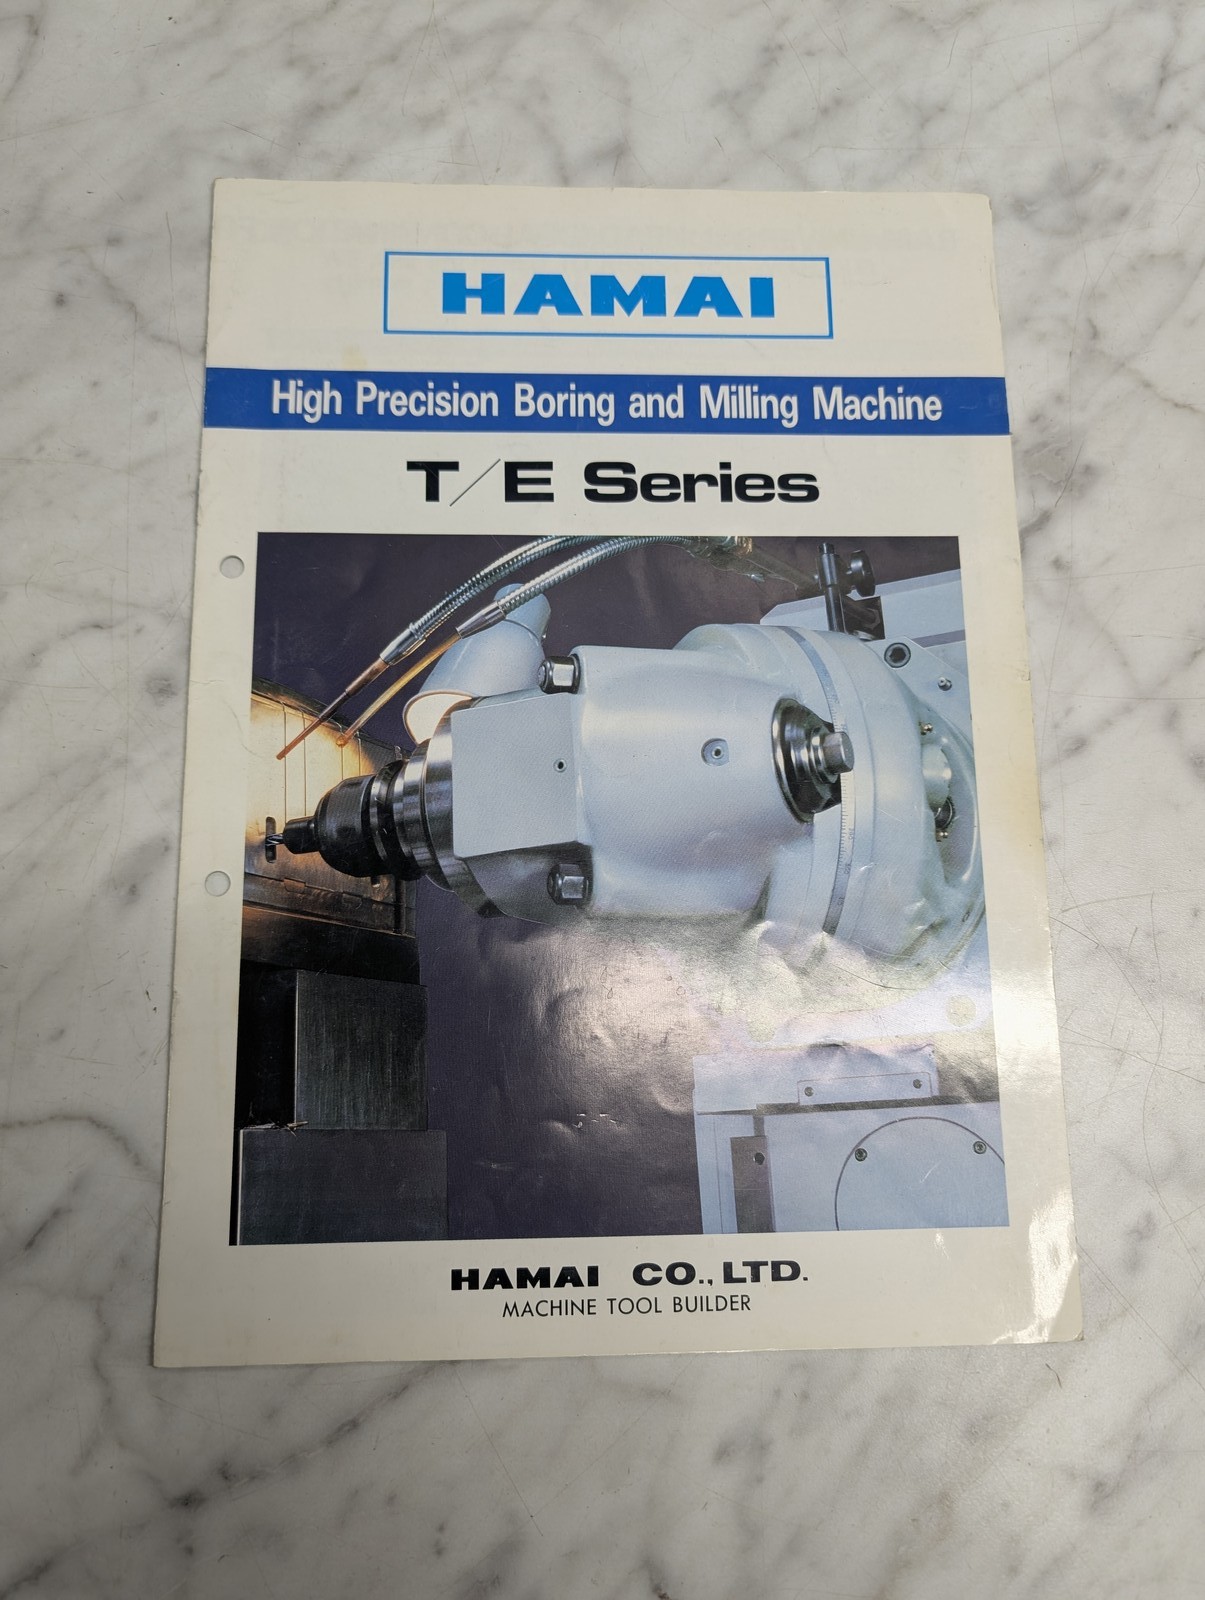 HAMAI
High Precision Boring and Milling Machine
T/E Series
HAMAI CO., LTD.
MACHINE TOOL BUILDER